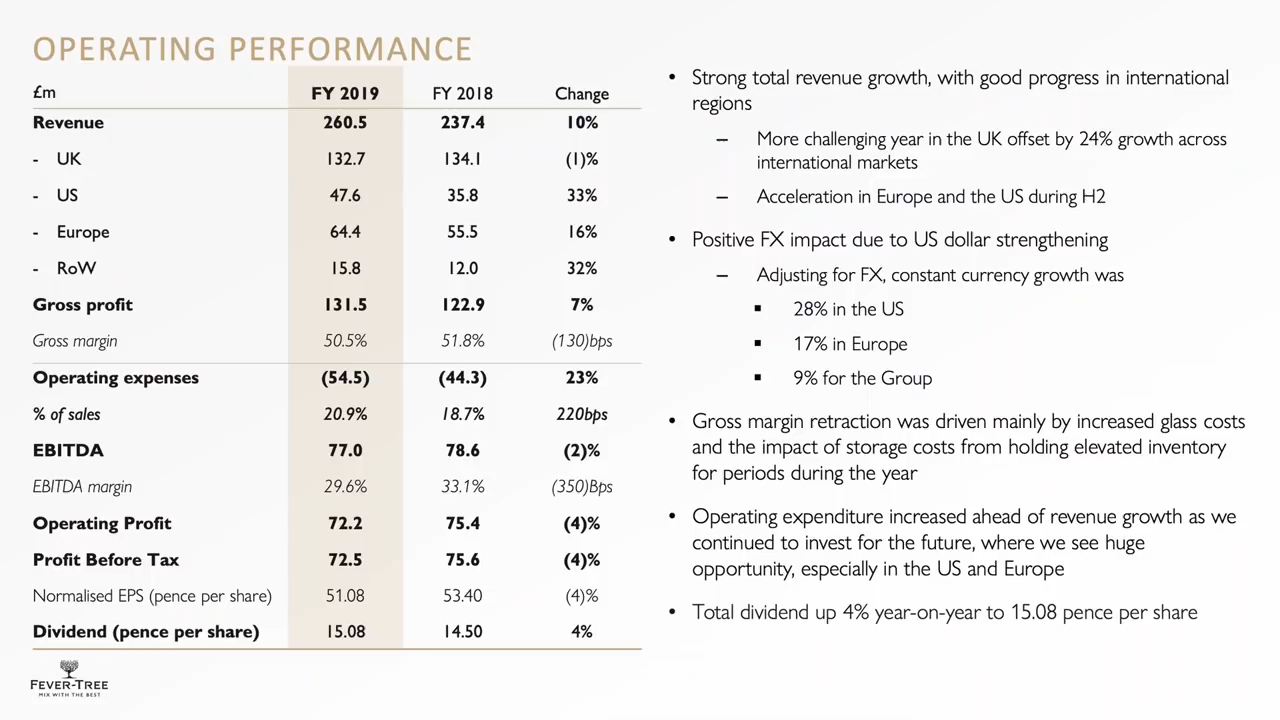 OPERATING PERFORMANCE
£m FY 2019 FY 2018 Change
Revenue 260.5 237.4 10%
- UK 132.7 134.1 (1)%
- US 47.6 35.8 33%
- Europe 64.4 55.5 16%
- RoW 15.8 12.0 32%
Gross profit 131.5 122.9 7%
Gross margin 50.5% 51.8% (130)bps
Operating expenses (54.5) (44.3) 23%
% of sales 20.9% 18.7% 220bps
EBITDA 77.0 78.6 (2)%
EBITDA margin 29.6% 33.1% (350)Bps
Operating Profit 72.2 75.4 (4)%
Profit Before Tax 72.5 75.6 (4)%
Normalised EPS (pence per share) 51.08 53.40 (4)%
Dividend (pence per share) 15.08 14.50 4%
• Strong total revenue growth, with good progress in international
regions
– More challenging year in the UK offset by 24% growth across
international markets
– Acceleration in Europe and the US during H2
• Positive FX impact due to US dollar strengthening
– Adjusting for FX, constant currency growth was
▪ 28% in the US
▪ 17% in Europe
▪ 9% for the Group
• Gross margin retraction was driven mainly by increased glass costs
and the impact of storage costs from holding elevated inventory
for periods during the year
• Operating expenditure increased ahead of revenue growth as we
continued to invest for the future, where we see huge
opportunity, especially in the US and Europe
• Total dividend up 4% year-on-year to 15.08 pence per share
FEVER-TREE
MIX WITH THE BEST